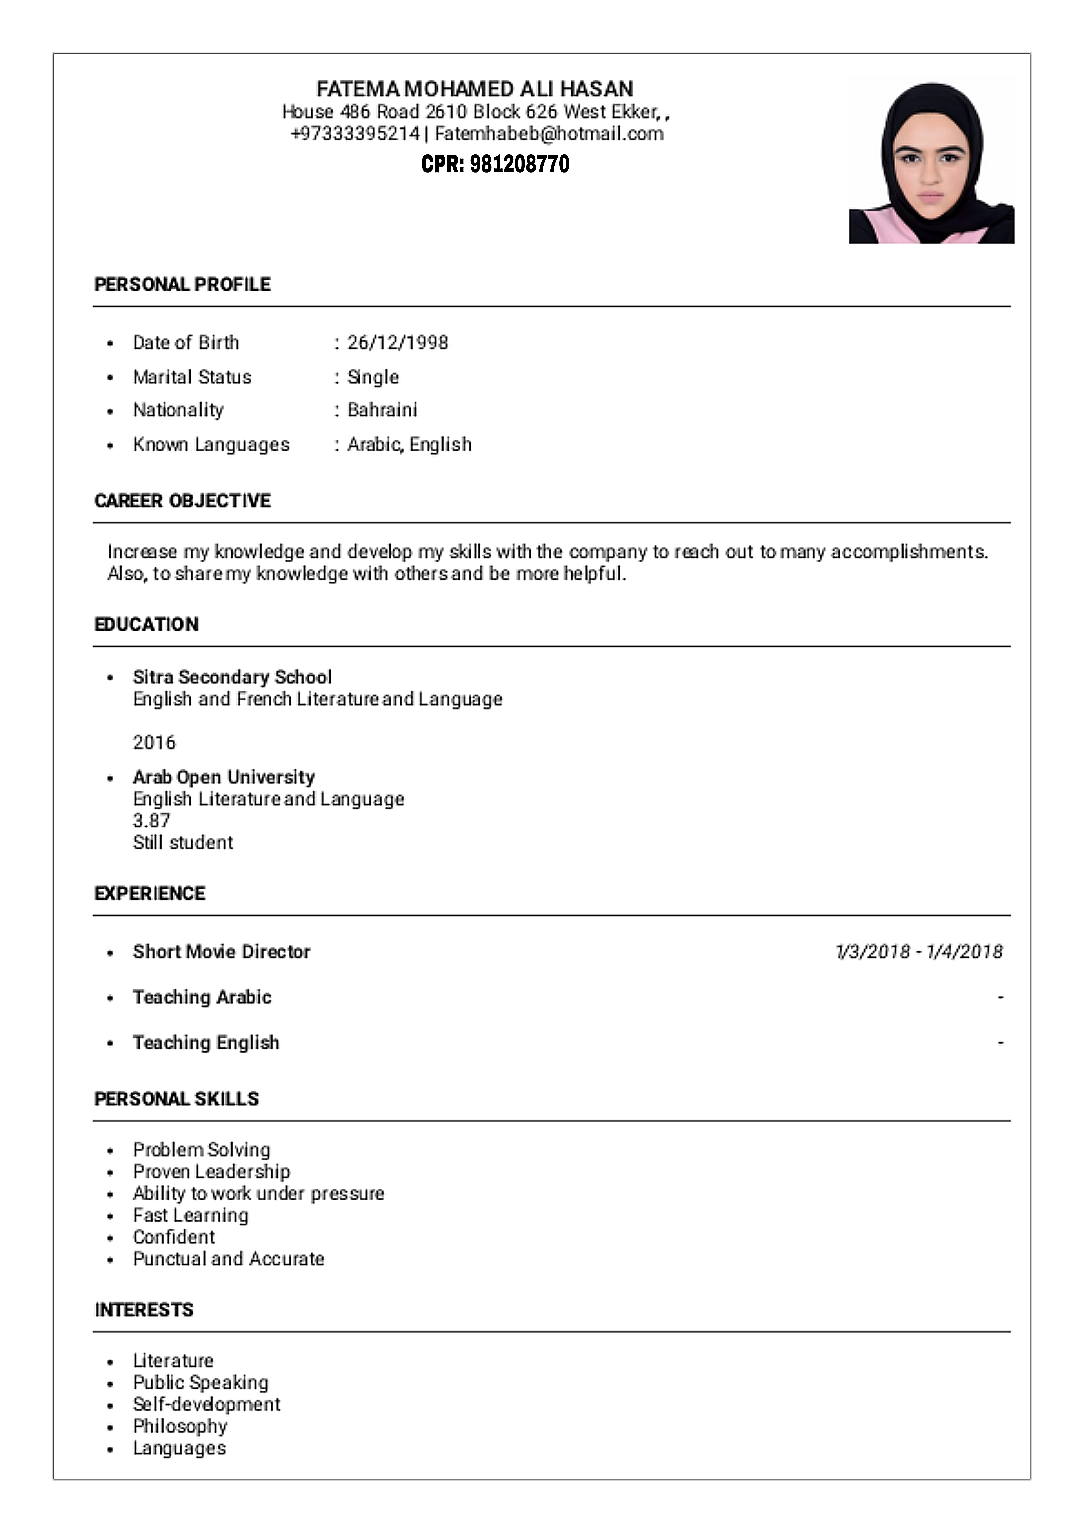 FATEMA MOHAMED ALI HASAN
House 486 Road 2610 Block 626 West Ekker, ,
+97333395214 | Fatemhabeb@hotmail.com
CPR: 981208770
PERSONAL PROFILE
• Date of Birth : 26/12/1998
• Marital Status : Single
• Nationality : Bahraini
• Known Languages : Arabic, English
CAREER OBJECTIVE
Increase my knowledge and develop my skills with the company to reach out to many accomplishments.
Also, to share my knowledge with others and be more helpful.
EDUCATION
• Sitra Secondary School
English and French Literature and Language
2016
• Arab Open University
English Literature and Language
3.87
Still student
EXPERIENCE
• Short Movie Director 1/3/2018 - 1/4/2018
• Teaching Arabic -
• Teaching English -
PERSONAL SKILLS
• Problem Solving
• Proven Leadership
• Ability to work under pressure
• Fast Learning
• Confident
• Punctual and Accurate
INTERESTS
• Literature
• Public Speaking
• Self-development
• Philosophy
• Languages